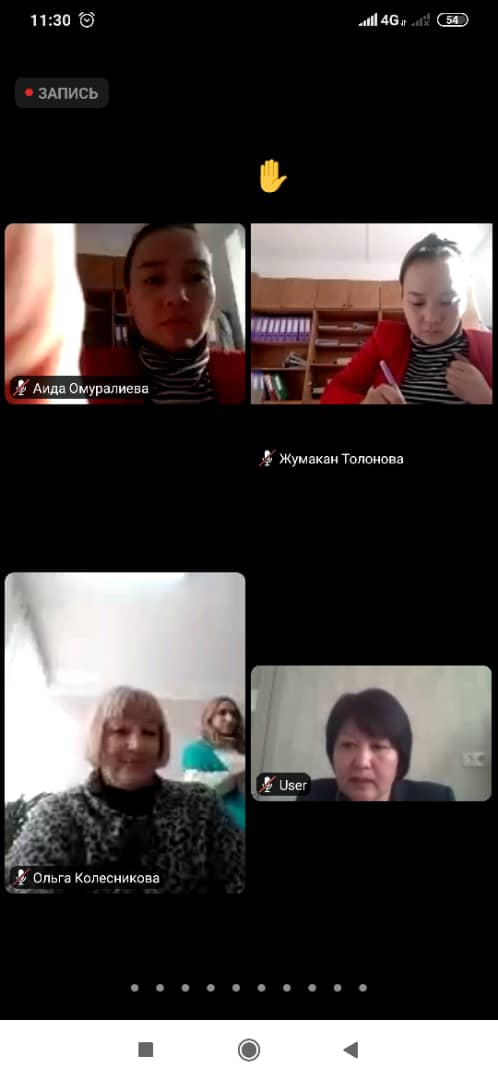 11:30 4G 54
ЗАПИСЬ
Аида Омуралиева
Жумакан Толонова
User
Ольга Колесникова